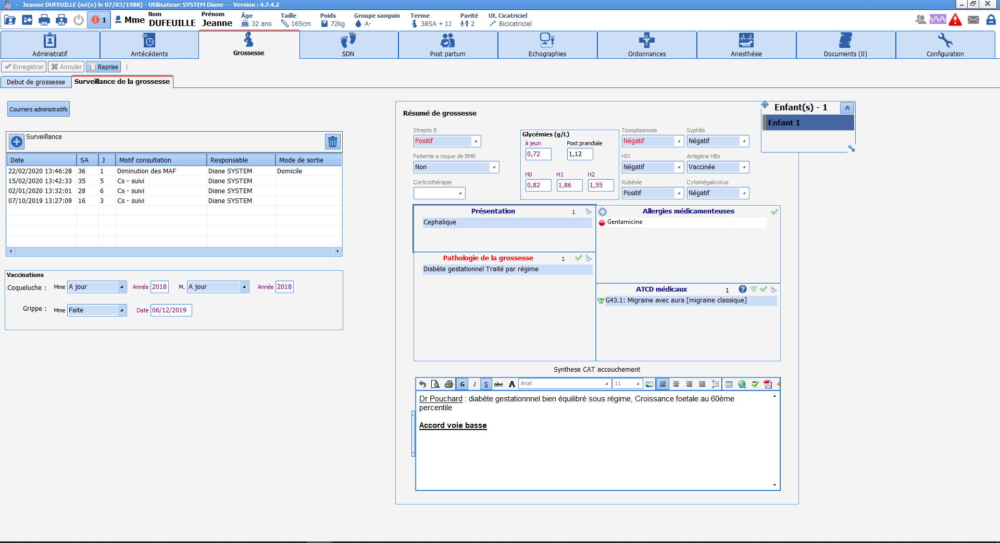 - Jeanne DUFEUILLE (né(e) le 07/03/1988) - Utilisateur: SYSTEM Diane - - Version : 4.7.4.2
1 Mme Nom DUFEUILLE Prénom Jeanne
Âge 32 ans
Taille 165cm
Poids 72kg
Groupe sanguin A-
Terme 38SA + 1J
Parité 2
Ut. Cicatriciel Bicicatriciel
Administratif Antécédents Grossesse SDN Post partum Echographies Ordonnances Anesthésie Documents (0) Configuration
Enregistrer Annuler Reprise
Debut de grossesse Surveillance de la grossesse
Courriers administratifs
Surveillance
Date SA J Motif consultation Responsable Mode de sortie
22/02/2020 13:46:28 36 1 Diminution des MAF Diane SYSTEM Domicile
15/02/2020 13:42:33 35 5 Cs - suivi Diane SYSTEM
02/01/2020 13:32:01 28 6 Cs - suivi Diane SYSTEM
07/10/2019 13:27:09 16 3 Cs - suivi Diane SYSTEM
Vaccinations
Coqueluche : Mme A jour Année 2018 M. A jour Année 2018
Grippe : Mme Faite Date 06/12/2019
Résumé de grossesse
Strepto B
Positif
Patiente a risque de BMR
Non
Corticothérapie
Glycémies (g/L)
à jeun Post prandiale
0,72 1,12
H0 H1 H2
0,82 1,86 1,55
Toxoplasmose Syphilis
Négatif Négatif
HIV Antigène HBs
Négatif Vaccinée
Rubéole Cytomégalovirus
Positif Négatif
Enfant(s) - 1
Enfant 1
Présentation 1
Cephalique
Allergies médicamenteuses
Gentamicine
Pathologie de la grossesse 1
Diabète gestationnel Traité par régime
ATCD médicaux 1 ? CIM 10
CIM 10 G43.1: Migraine avec aura [migraine classique]
Synthese CAT accouchement
G I S abc A Arial 11 ABC
Dr Pouchard : diabète gestationnnel bien équilibré sous régime, Croissance foetale au 60ème
percentile
Accord voie basse